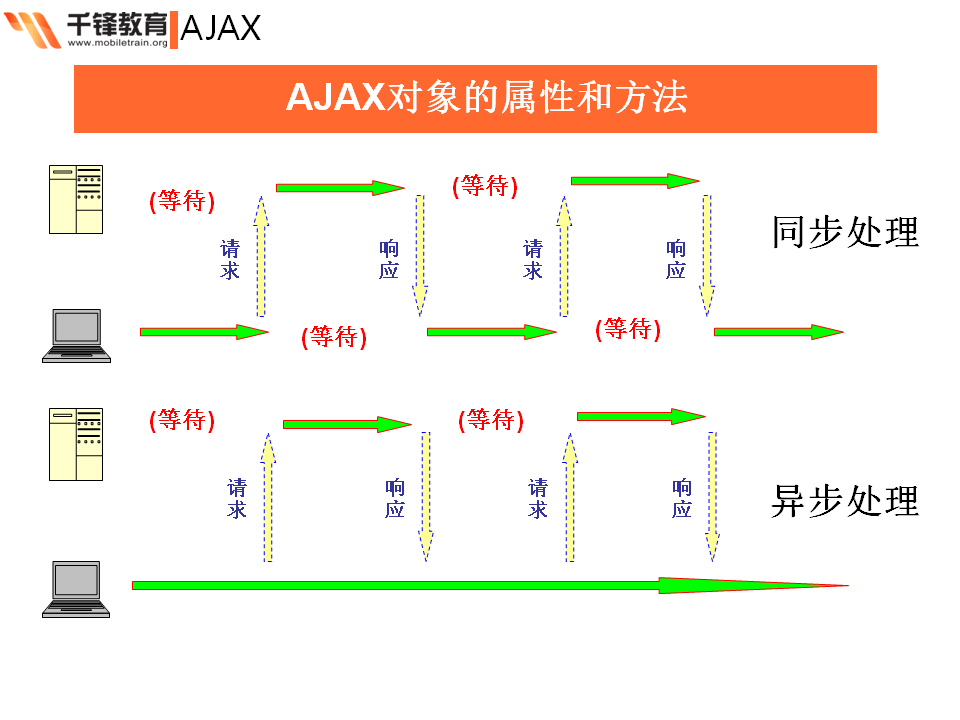 千锋教育
www.mobiletrain.org
AJAX
AJAX对象的属性和方法
(等待)
(等待)
请求
响应
请求
响应
同步处理
(等待)
(等待)
(等待)
(等待)
请求
响应
请求
响应
异步处理